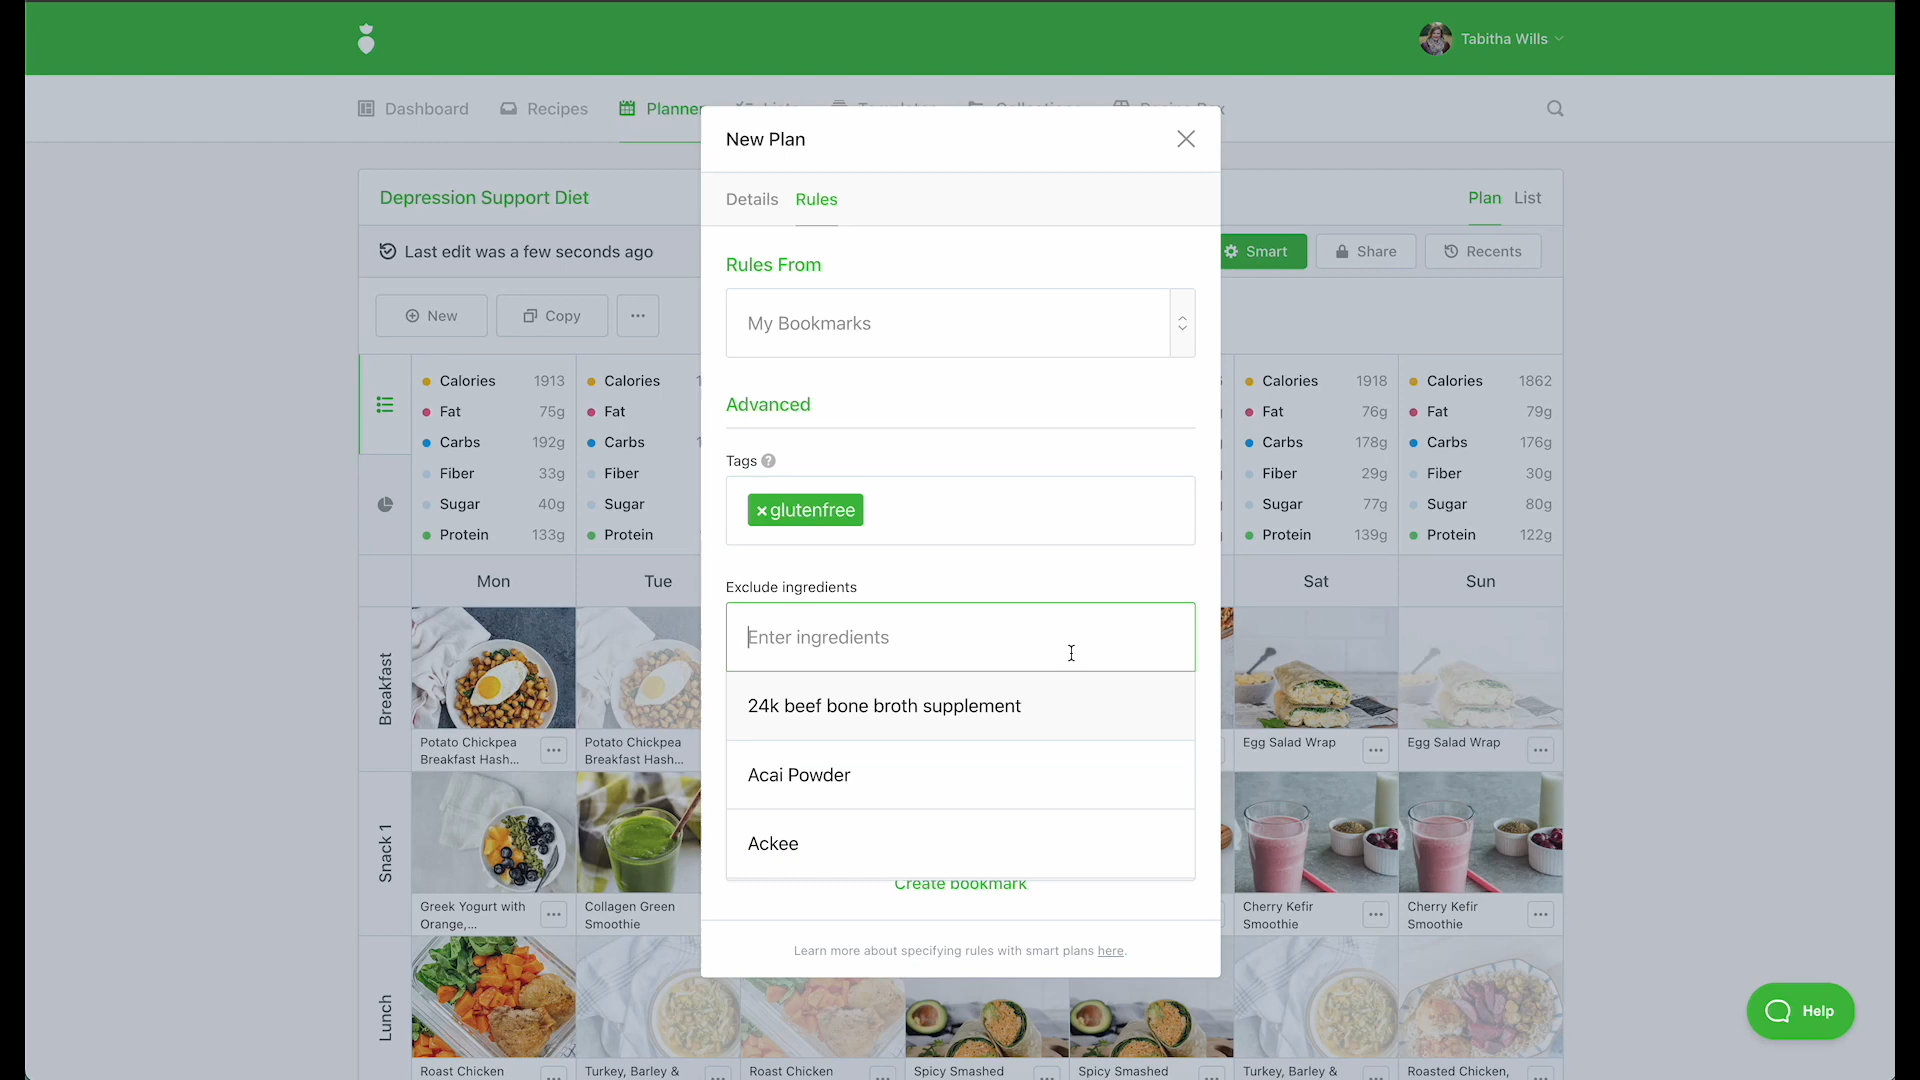 Tabitha Wills
Dashboard
Recipes
Planner
New Plan
Details
Rules
Depression Support Diet
Plan
List
Last edit was a few seconds ago
Smart
Share
Recents
Rules From
New
Copy
My Bookmarks
Calories 1913
Fat 75g
Carbs 192g
Fiber 33g
Sugar 40g
Protein 133g
Calories
Fat
Carbs
Fiber
Sugar
Protein
Calories 1918
Fat 76g
Carbs 178g
Fiber 29g
Sugar 77g
Protein 139g
Calories 1862
Fat 79g
Carbs 176g
Fiber 30g
Sugar 80g
Protein 122g
Advanced
Tags
×glutenfree
Exclude ingredients
Enter ingredients
24k beef bone broth supplement
Acai Powder
Ackee
Create bookmark
Learn more about specifying rules with smart plans here.
Mon
Tue
Sat
Sun
Breakfast
Potato Chickpea
Breakfast Hash...
Potato Chickpea
Breakfast Hash...
Egg Salad Wrap
Egg Salad Wrap
Snack 1
Greek Yogurt with
Orange,...
Collagen Green
Smoothie
Cherry Kefir
Smoothie
Cherry Kefir
Smoothie
Lunch
Roast Chicken
Turkey, Barley &
Roast Chicken
Spicy Smashed
Spicy Smashed
Turkey, Barley &
Roasted Chicken,
Help